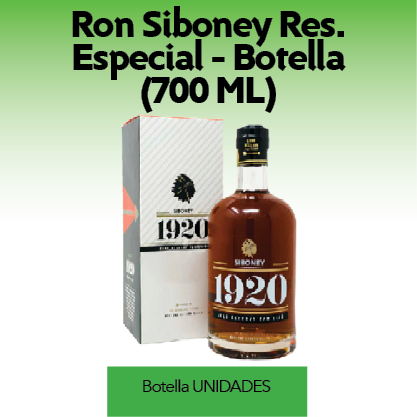 Ron Siboney Res.
Especial - Botella
(700 ML)
SIBONEY
1920
SIBONEY
1920
Botella UNIDADES